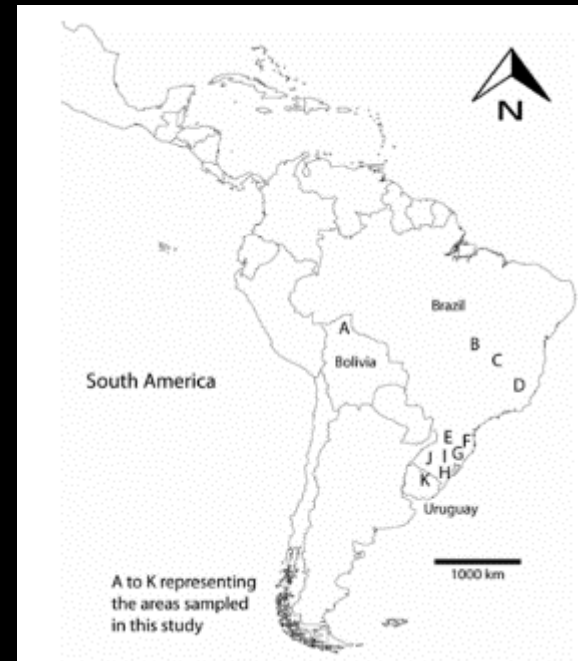 N
Brazil
A
B
Bolivia
C
South America
D
E
F
J I G
H
K
Uruguay
1000 km
A to K representing
the areas sampled
in this study